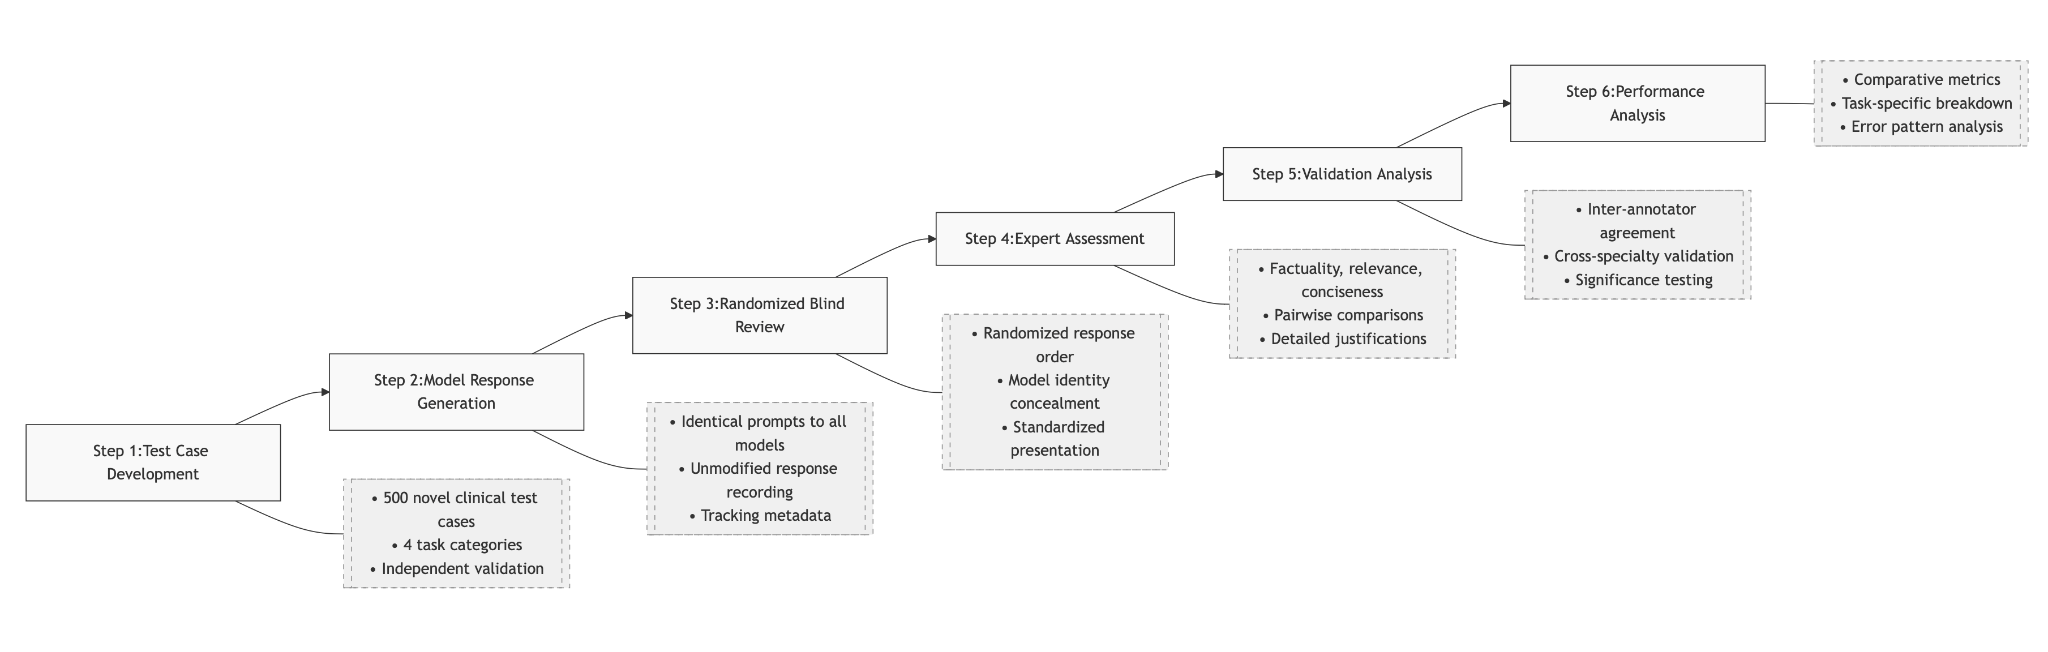 Step 1:Test Case
Development
• 500 novel clinical test
cases
• 4 task categories
• Independent validation
Step 2:Model Response
Generation
• Identical prompts to all
models
• Unmodified response
recording
• Tracking metadata
Step 3:Randomized Blind
Review
• Randomized response
order
• Model identity
concealment
• Standardized
presentation
Step 4:Expert Assessment
• Factuality, relevance,
conciseness
• Pairwise comparisons
• Detailed justifications
Step 5:Validation Analysis
• Inter-annotator
agreement
• Cross-specialty validation
• Significance testing
Step 6:Performance
Analysis
• Comparative metrics
• Task-specific breakdown
• Error pattern analysis